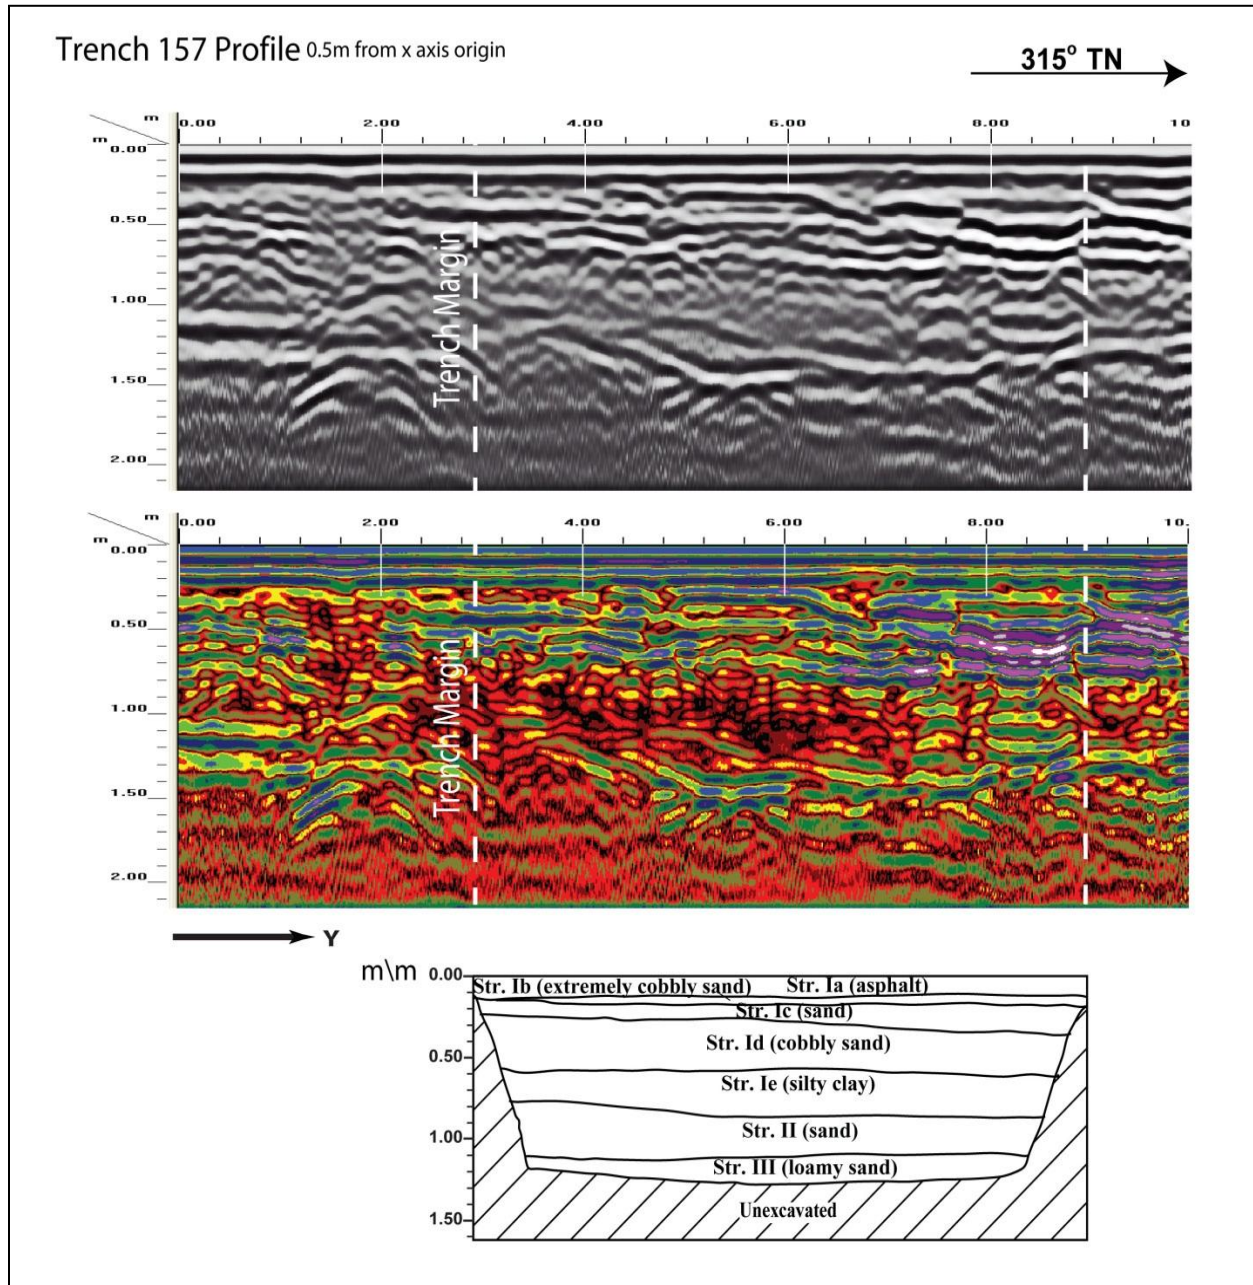 Trench 157 Profile 0.5m from x axis origin
315° TN
m
0.00 2.00 4.00 6.00 8.00 10
m
0.00
0.50
1.00
1.50
2.00
Trench Margin
m
0.00 2.00 4.00 6.00 8.00 10.
m
0.00
0.50
1.00
1.50
2.00
Trench Margin
Y
m\m
0.00
0.50
1.00
1.50
Str. Ib (extremely cobbly sand)
Str. Ia (asphalt)
Str. Ic (sand)
Str. Id (cobbly sand)
Str. Ie (silty clay)
Str. II (sand)
Str. III (loamy sand)
Unexcavated